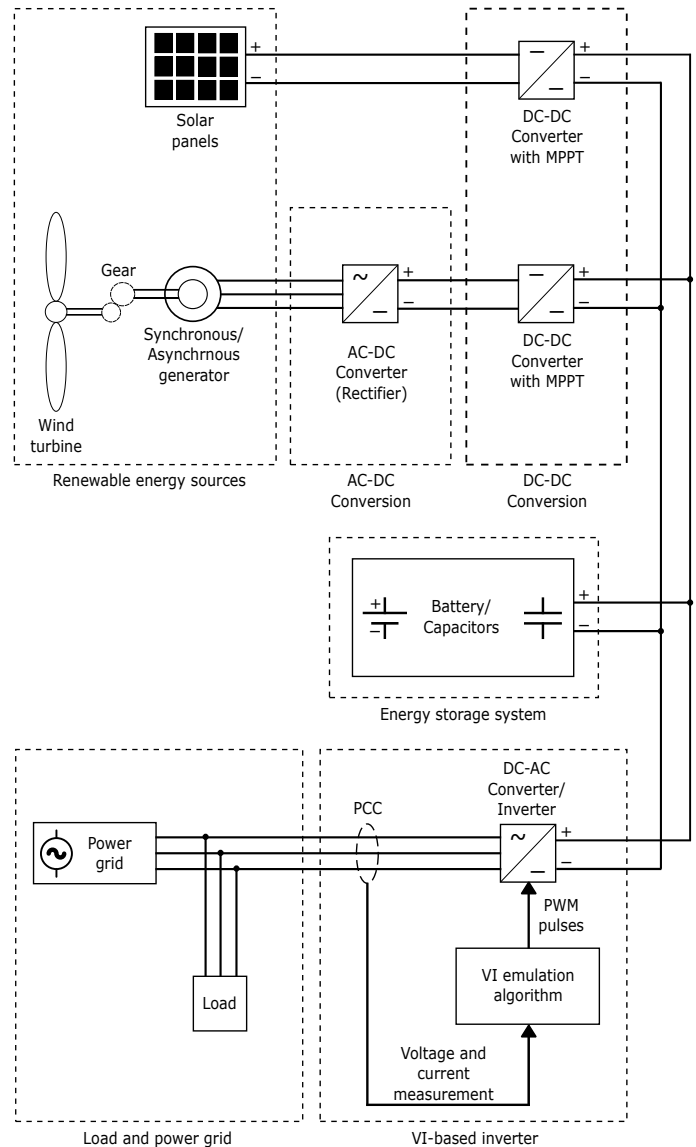 +
−
Solar
panels
+
−
DC-DC
Converter
with MPPT
Gear
Synchronous/
Asynchrnous
generator
Wind
turbine
~
+
−
AC-DC
Converter
(Rectifier)
+
−
DC-DC
Converter
with MPPT
Renewable energy sources
AC-DC
Conversion
DC-DC
Conversion
+
−
Battery/
Capacitors
+
−
Energy storage system
Power
grid
Load
PCC
DC-AC
Converter/
Inverter
~
+
−
PWM
pulses
VI emulation
algorithm
Voltage and
current
measurement
Load and power grid
VI-based inverter